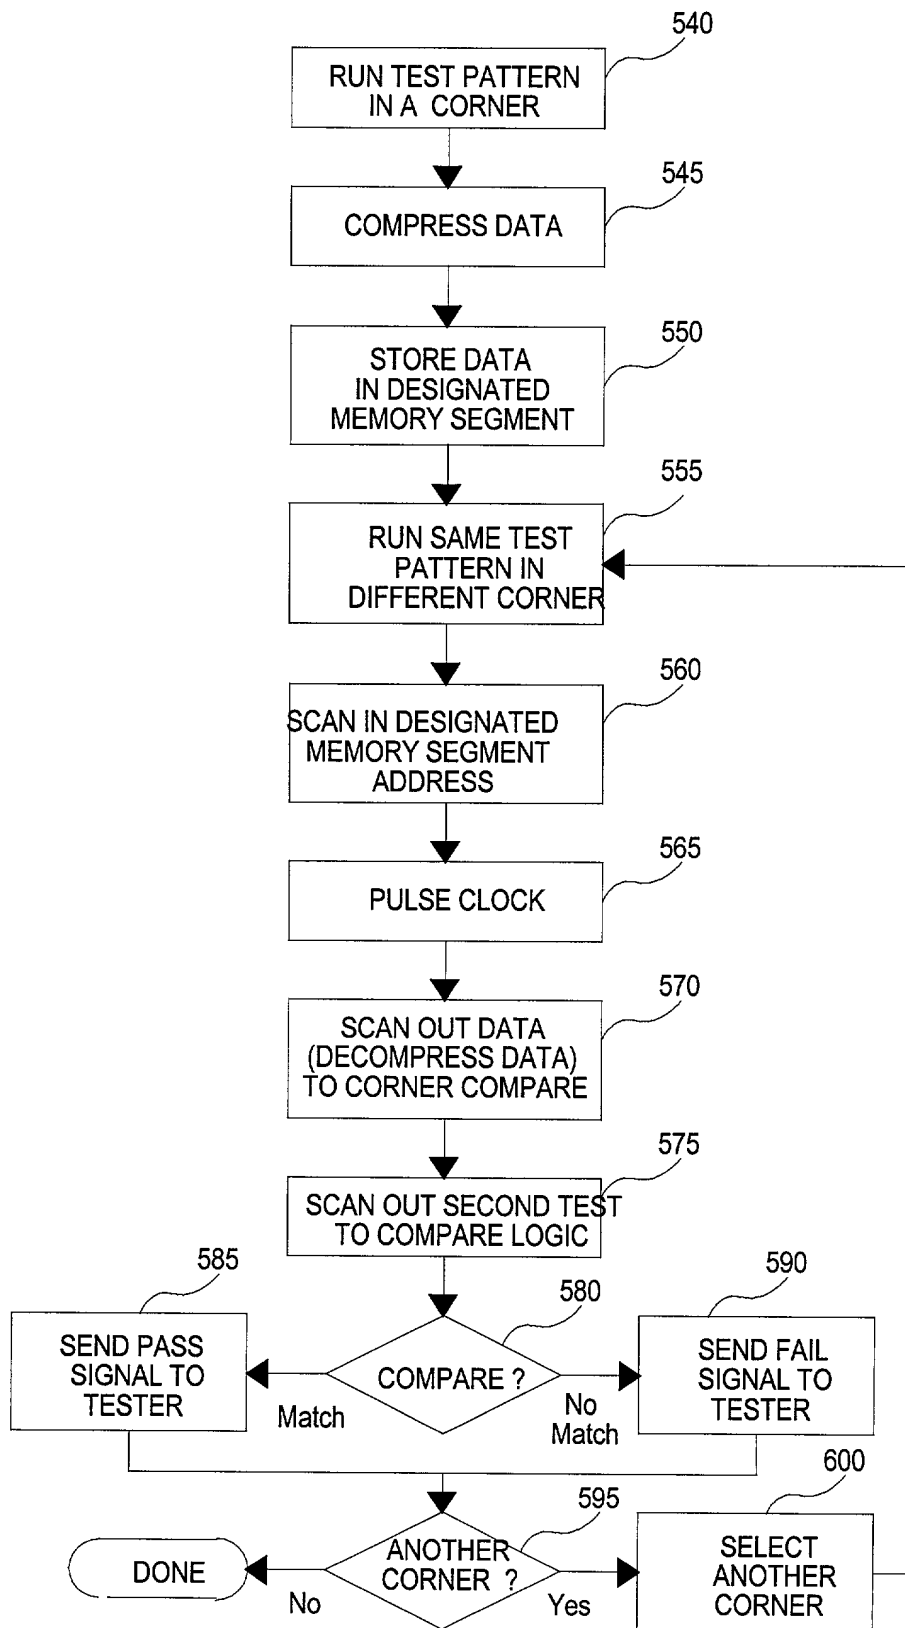 540
RUN TEST PATTERN
IN A CORNER
545
COMPRESS DATA
550
STORE DATA
IN DESIGNATED
MEMORY SEGMENT
555
RUN SAME TEST
PATTERN IN
DIFFERENT CORNER
560
SCAN IN DESIGNATED
MEMORY SEGMENT
ADDRESS
565
PULSE CLOCK
570
SCAN OUT DATA
(DECOMPRESS DATA)
TO CORNER COMPARE
575
SCAN OUT SECOND TEST
TO COMPARE LOGIC
580
COMPARE ?
585
SEND PASS
SIGNAL TO
TESTER
Match
590
SEND FAIL
SIGNAL TO
TESTER
No
Match
595
ANOTHER
CORNER ?
DONE
No
Yes
600
SELECT
ANOTHER
CORNER